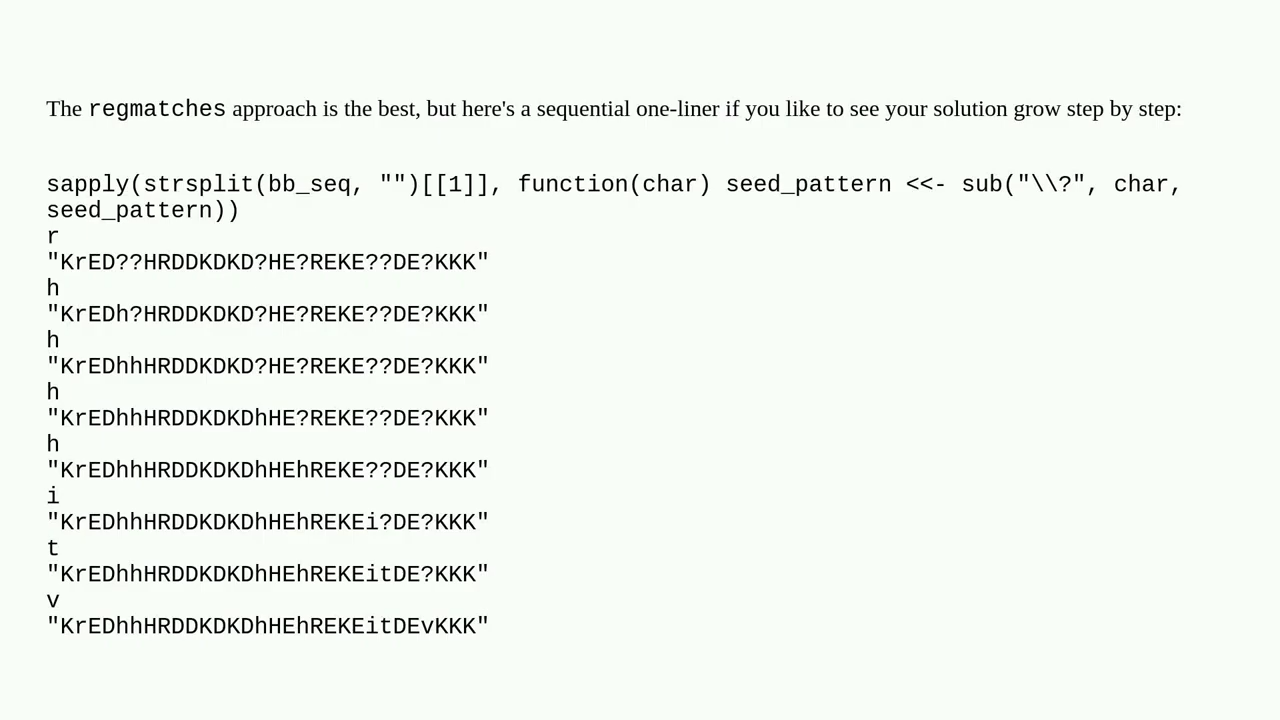 The regmatches approach is the best, but here's a sequential one-liner if you like to see your solution grow step by step:
sapply(strsplit(bb_seq, "")[[1]], function(char) seed_pattern <<- sub("\\?", char,
seed_pattern))
r
"KrED??HRDDKDKD?HE?REKE??DE?KKK"
h
"KrEDh?HRDDKDKD?HE?REKE??DE?KKK"
h
"KrEDhhHRDDKDKD?HE?REKE??DE?KKK"
h
"KrEDhhHRDDKDKDhHE?REKE??DE?KKK"
h
"KrEDhhHRDDKDKDhHEhREKE??DE?KKK"
i
"KrEDhhHRDDKDKDhHEhREKEi?DE?KKK"
t
"KrEDhhHRDDKDKDhHEhREKEitDE?KKK"
v
"KrEDhhHRDDKDKDhHEhREKEitDEvKKK"